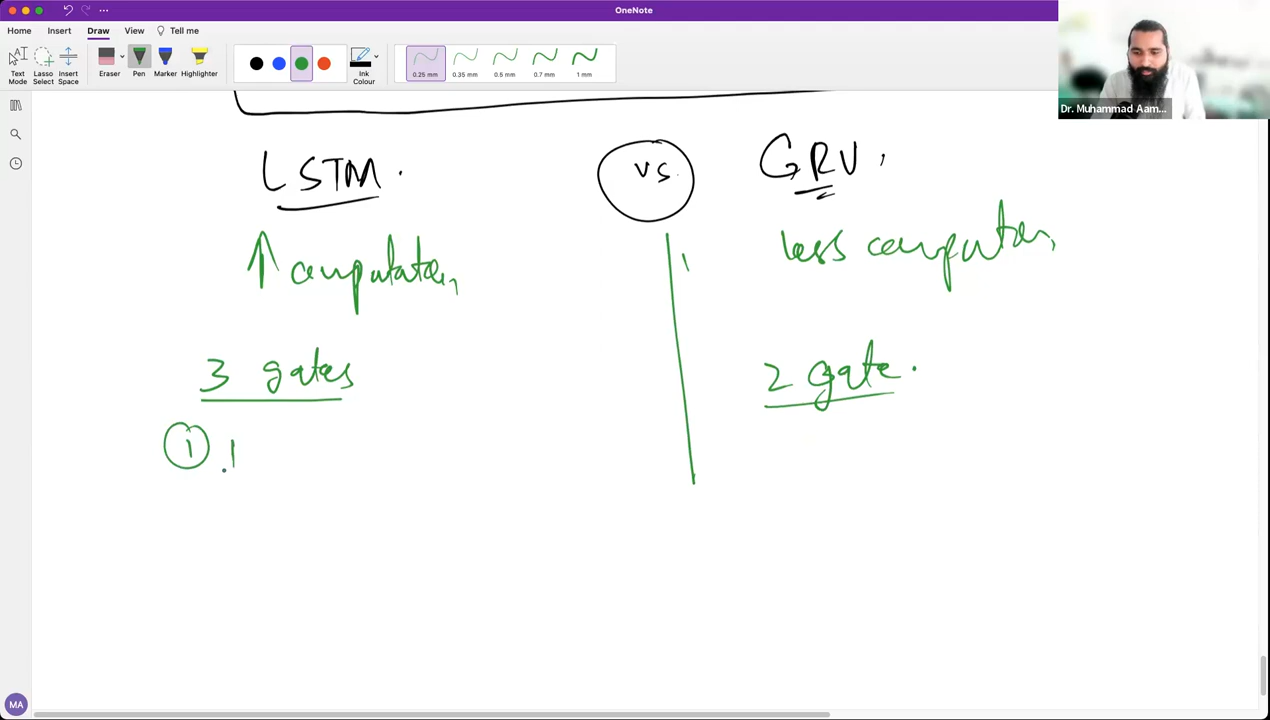 OneNote
Home Insert Draw View Tell me
Text Mode Lasso Select Insert Space Eraser Pen Marker Highlighter Ink Colour 0.25 mm 0.35 mm 0.5 mm 0.7 mm 1 mm
Dr. Muhammad Aam...
LSTM. vs. GRU.
↑ computation, less computation,
3 gates 2 gate.
①
MA